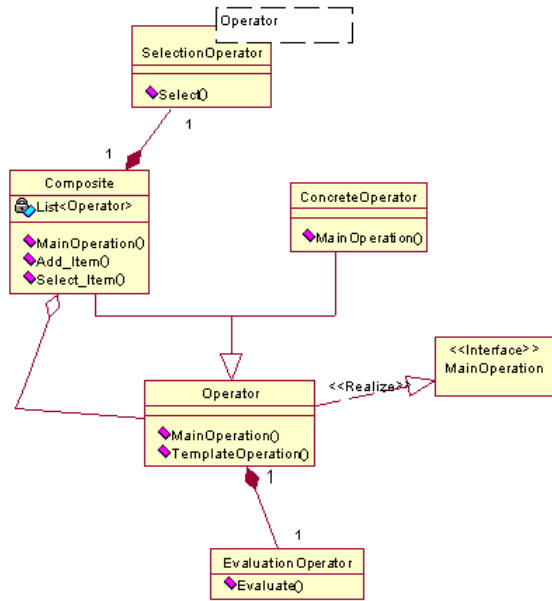 Operator
SelectionOperator
Select()
1
1
Composite
List<Operator>
MainOperation()
Add_Item()
Select_Item()
ConcreteOperator
MainOperation()
<<Interface>>
MainOperation
<<Realize>>
Operator
MainOperation()
TemplateOperation()
1
1
EvaluationOperator
Evaluate()